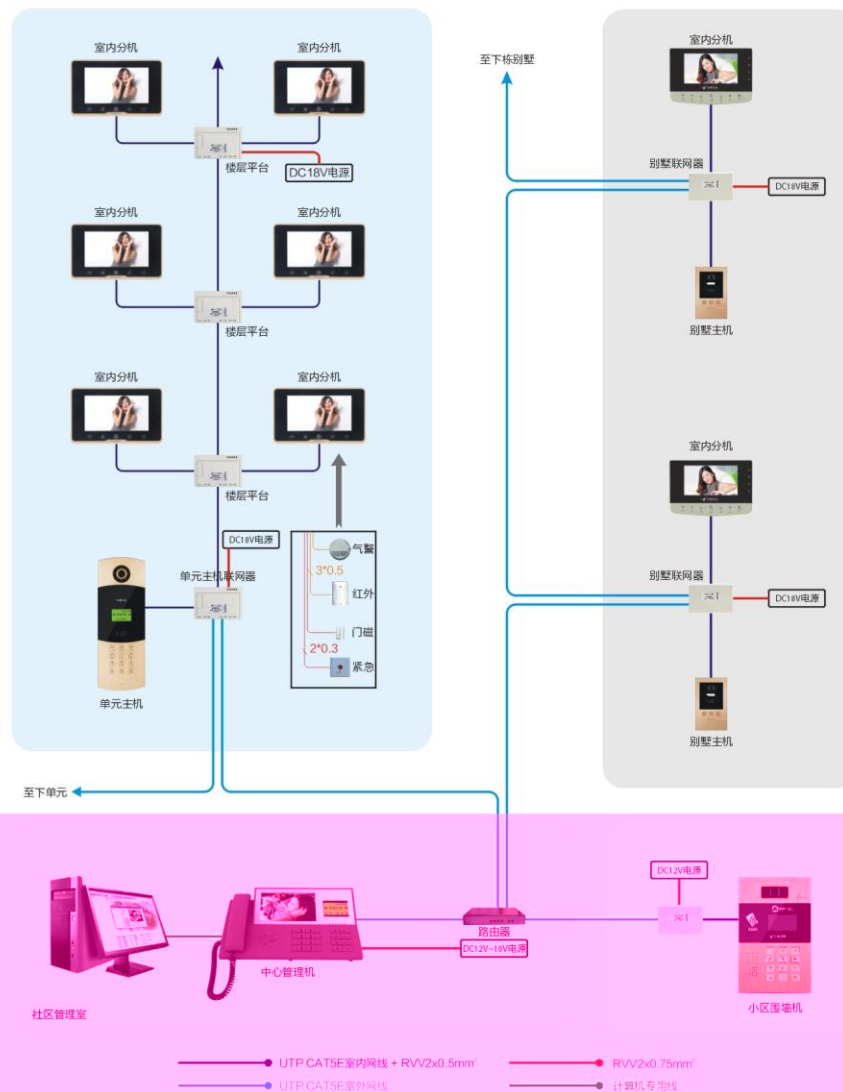 室内分机
室内分机
楼层平台
DC18V电源
室内分机
室内分机
楼层平台
室内分机
室内分机
楼层平台
DC18V电源
单元主机联网器
单元主机
气警
3*0.5
红外
门磁
2*0.3
紧急
至下单元
至下栋别墅
室内分机
别墅联网器
DC18V电源
别墅主机
室内分机
别墅联网器
DC18V电源
别墅主机
社区管理室
中心管理机
路由器
DC12V~18V电源
DC12V电源
小区围墙机
UTP CAT5E室内网线 + RVV2x0.5mm²
RVV2x0.75mm²
UTP CAT5E室外网线
计算机专用线